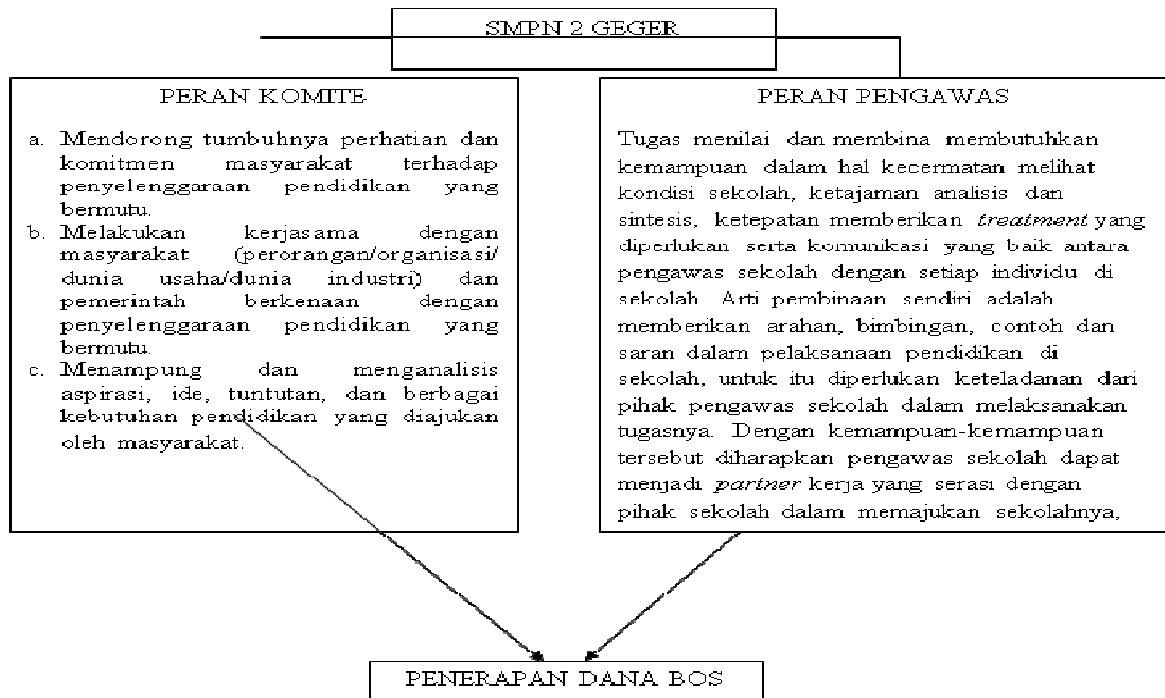 SMPN 2 GEGER
PERAN KOMITE
a. Mendorong tumbuhnya perhatian dan
komitmen masyarakat terhadap
penyelenggaraan pendidikan yang
bermutu.
b. Melakukan kerjasama dengan
masyarakat (perorangan/organisasi/
dunia usaha/dunia industri) dan
pemerintah berkenaan dengan
penyelenggaraan pendidikan yang
bermutu.
c. Menampung dan menganalisis
aspirasi, ide, tuntutan, dan berbagai
kebutuhan pendidikan yang diajukan
oleh masyarakat.
PERAN PENGAWAS
Tugas menilai dan membina membutuhkan
kemampuan dalam hal kecermatan melihat
kondisi sekolah, ketajaman analisis dan
sintesis, ketepatan memberikan treatment yang
diperlukan serta komunikasi yang baik antara
pengawas sekolah dengan setiap individu di
sekolah. Arti pembinaan sendiri adalah
memberikan arahan, bimbingan, contoh dan
saran dalam pelaksanaan pendidikan di
sekolah, untuk itu diperlukan keteladanan dari
pihak pengawas sekolah dalam melaksanakan
tugasnya. Dengan kemampuan-kemampuan
tersebut diharapkan pengawas sekolah dapat
menjadi partner kerja yang serasi dengan
pihak sekolah dalam memajukan sekolahnya,
PENERAPAN DANA BOS